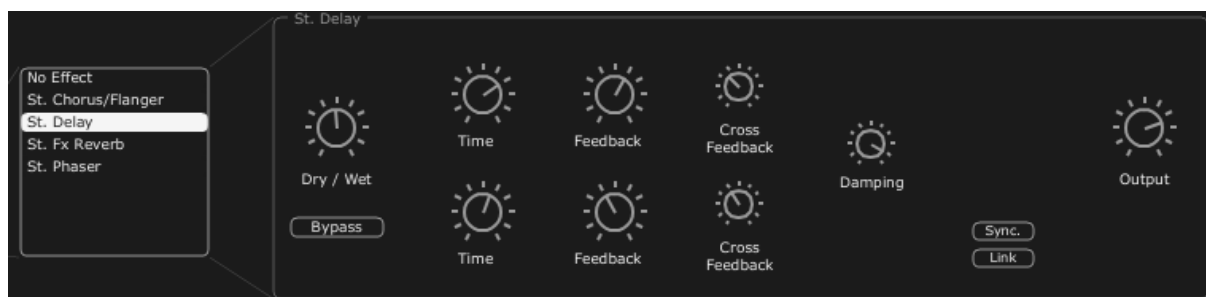 St. Delay
No Effect
St. Chorus/Flanger
St. Delay
St. Fx Reverb
St. Phaser
Dry / Wet
Bypass
Time
Feedback
Cross
Feedback
Time
Feedback
Cross
Feedback
Damping
Sync.
Link
Output